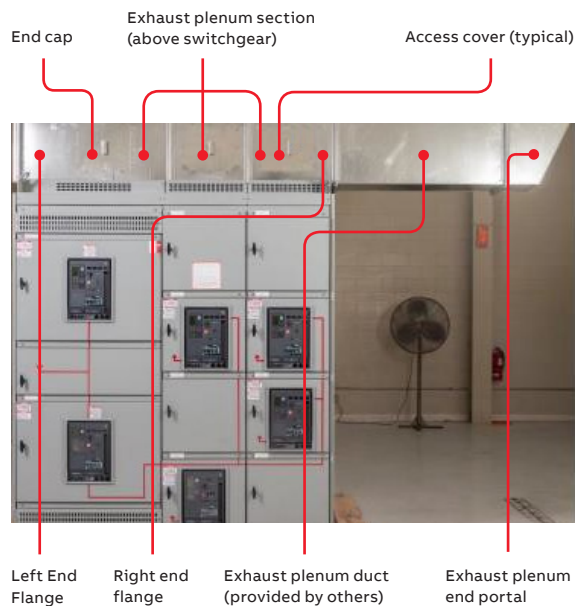 End cap
Exhaust plenum section
(above switchgear)
Access cover (typical)
Left End
Flange
Right end
flange
Exhaust plenum duct
(provided by others)
Exhaust plenum
end portal